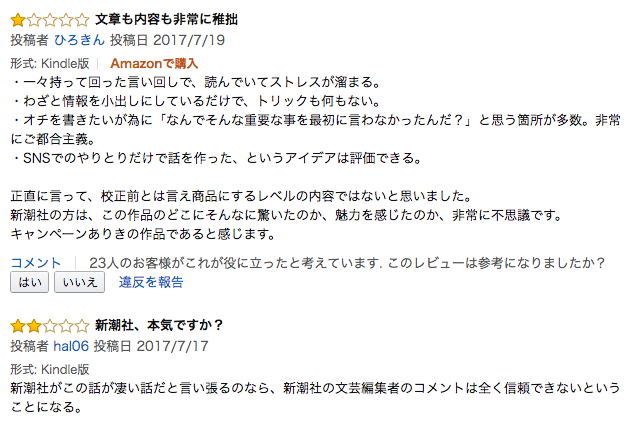 文章も内容も非常に稚拙
投稿者 ひろきん 投稿日 2017/7/19
形式: Kindle版 | Amazonで購入
・一々持って回った言い回しで、読んでいてストレスが溜まる。
・わざと情報を小出しにしているだけで、トリックも何もない。
・オチを書きたいが為に「なんでそんな重要な事を最初に言わなかったんだ？」と思う箇所が多数。非常
にご都合主義。
・SNSでのやりとりだけで話を作った、というアイデアは評価できる。
正直に言って、校正前とは言え商品にするレベルの内容ではないと思いました。
新潮社の方は、この作品のどこにそんなに驚いたのか、魅力を感じたのか、非常に不思議です。
キャンペーンありきの作品であると感じます。
コメント | 23人のお客様がこれが役に立ったと考えています. このレビューは参考になりましたか？
はい いいえ 違反を報告
新潮社、本気ですか？
投稿者 hal06 投稿日 2017/7/17
形式: Kindle版
新潮社がこの話が凄い話だと言い張るのなら、新潮社の文芸編集者のコメントは全く信頼できないという
ことになる。